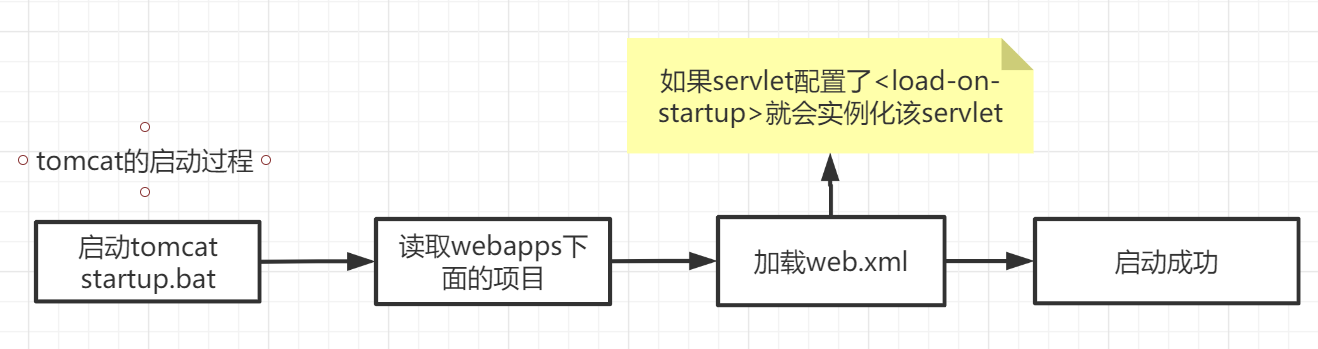 如果servlet配置了<load-on-
startup>就会实例化该servlet
tomcat的启动过程
启动tomcat
startup.bat
读取webapps下
面的项目
加载web.xml
启动成功